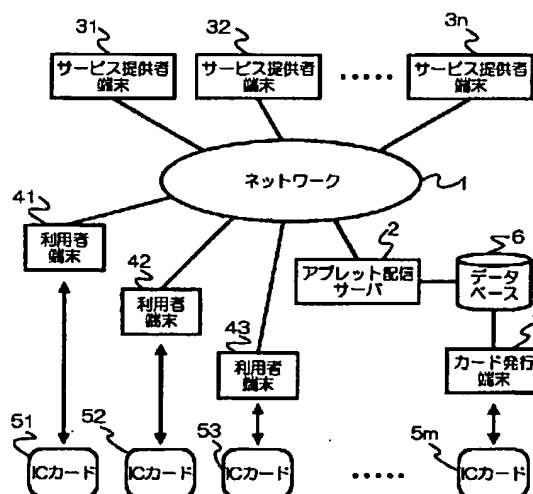 31
32
3n
サービス提供者
端末
サービス提供者
端末
・・・・・
サービス提供者
端末
ネットワーク
1
41
利用者
端末
42
利用者
端末
43
利用者
端末
2
アプレット配信
サーバ
6
データ
ベース
カード発行
端末
51
ICカード
52
ICカード
53
ICカード
・・・・・
5m
ICカード